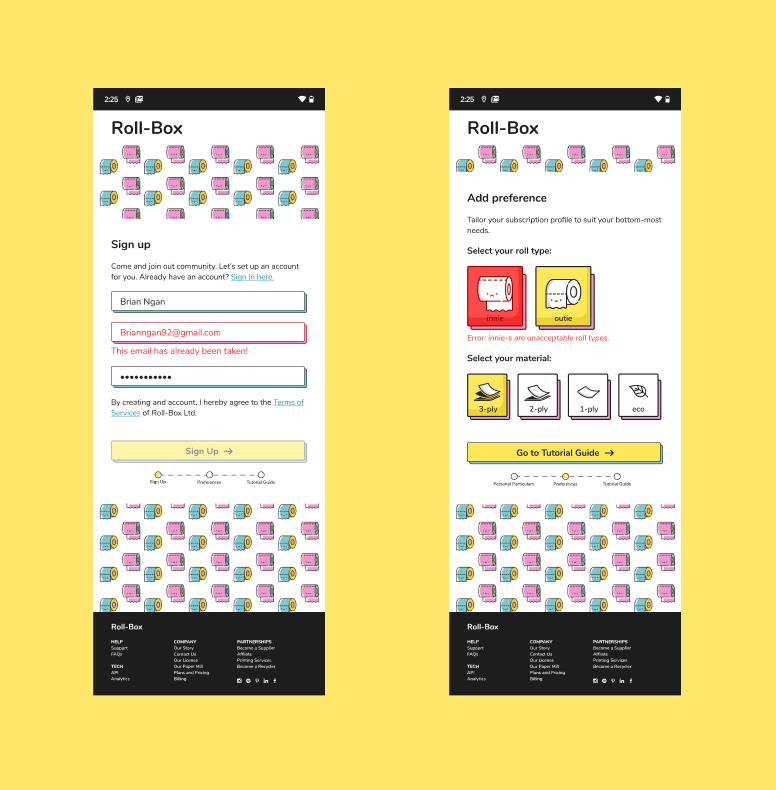 2:25
Roll-Box
Sign up
Come and join out community. Let's set up an account
for you. Already have an account? Sign in here.
Brian Ngan
Brianngan92@gmail.com
This email has already been taken!
•••••••••••
By creating and account, I hereby agree to the Terms of
Services of Roll-Box Ltd.
Sign Up →
Sign Up Preferences Tutorial Guide
Roll-Box
HELP
Support
FAQs
TECH
API
Analytics
COMPANY
Our Story
Contact Us
Our License
Our Paper Mill
Plans and Pricing
Billing
PARTNERSHIPS
Become a Supplier
Affiliate
Printing Services
Become a Recycler
2:25
Roll-Box
Add preference
Tailor your subscription profile to suit your bottom-most
needs.
Select your roll type:
innie outie
Error: innie-s are unacceptable roll types.
Select your material:
3-ply 2-ply 1-ply eco
Go to Tutorial Guide →
Personal Particulars Preferences Tutorial Guide
Roll-Box
HELP
Support
FAQs
TECH
API
Analytics
COMPANY
Our Story
Contact Us
Our License
Our Paper Mill
Plans and Pricing
Billing
PARTNERSHIPS
Become a Supplier
Affiliate
Printing Services
Become a Recycler